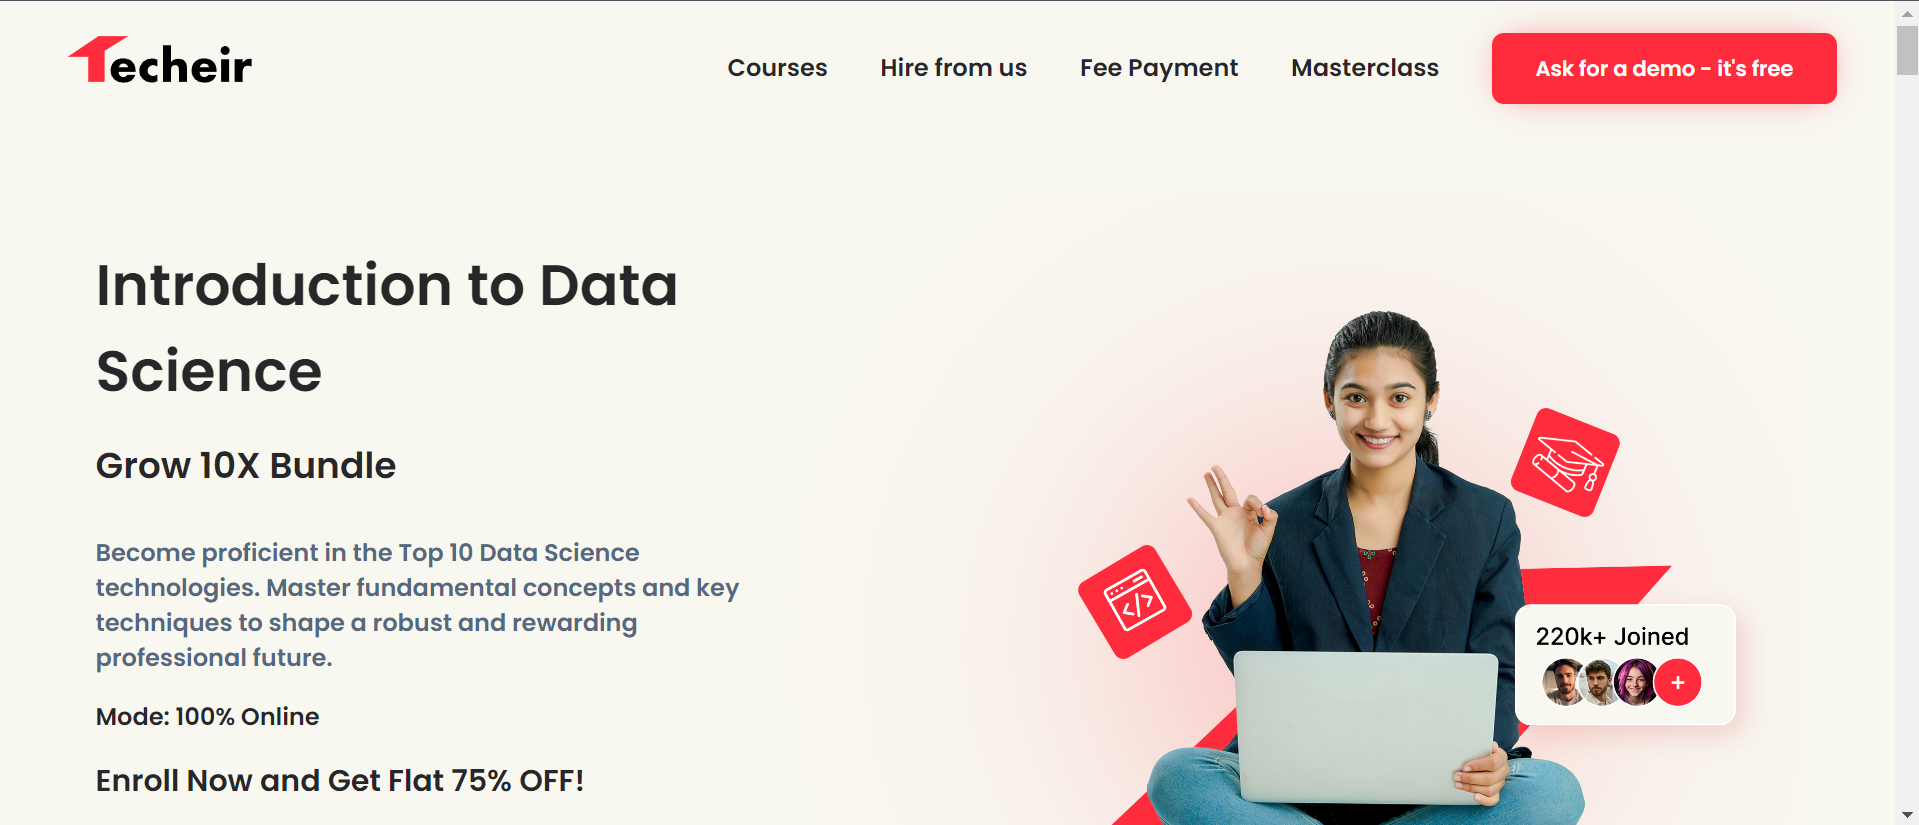 Techeir
Courses
Hire from us
Fee Payment
Masterclass
Ask for a demo - it's free
Introduction to Data
Science
Grow 10X Bundle
Become proficient in the Top 10 Data Science
technologies. Master fundamental concepts and key
techniques to shape a robust and rewarding
professional future.
Mode: 100% Online
Enroll Now and Get Flat 75% OFF!
220k+ Joined
+